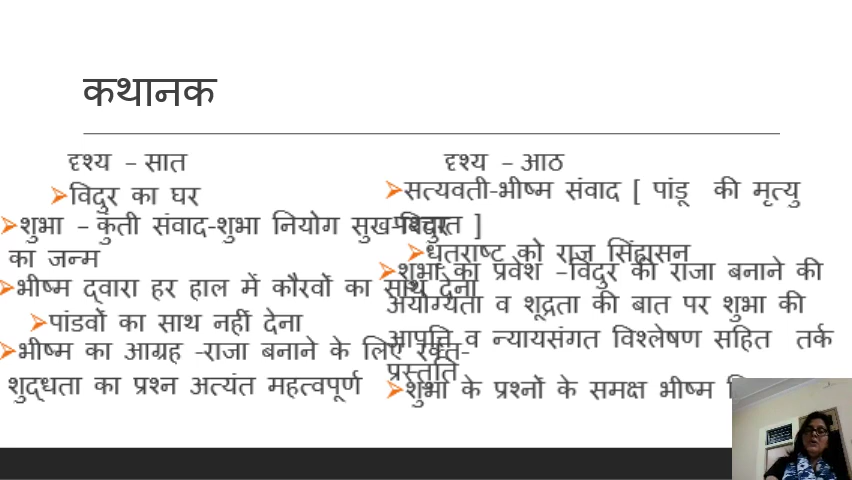 कथानक
दृश्य – सात
➢विदुर का घर
➢शुभा – कुंती संवाद-शुभा नियोग सुख-विदुर
का जन्म
➢भीष्म द्वारा हर हाल में कौरवों का साथ देना
➢पांडवों का साथ नहीं देना
➢भीष्म का आग्रह –राजा बनाने के लिए रक्त-
शुद्धता का प्रश्न अत्यंत महत्वपूर्ण
दृश्य – आठ
➢सत्यवती-भीष्म संवाद [ पांडू की मृत्यु
पश्चात ]
➢धृतराष्ट को राज सिंहासन
➢शुभा का प्रवेश –विदुर की राजा बनाने की
अयोग्यता व शूद्रता की बात पर शुभा की
आपत्ति व न्यायसंगत विश्लेषण सहित तर्क
प्रस्तुति
➢शुभा के प्रश्नों के समक्ष भीष्म